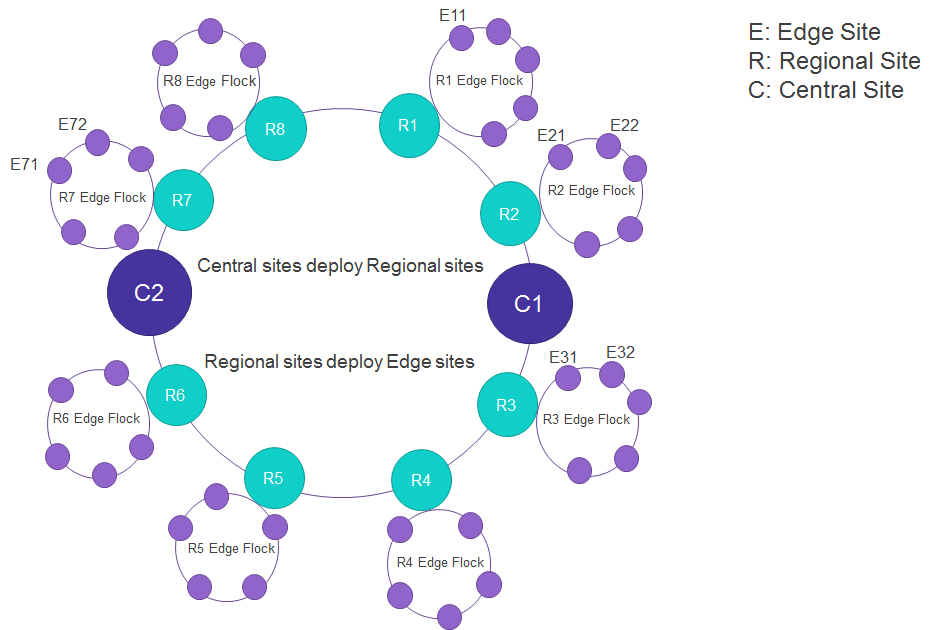 E11
E: Edge Site
R: Regional Site
C: Central Site
R8 Edge Flock
R1 Edge Flock
E72
R8
R1
E21
E22
E71
R7 Edge Flock
R7
R2
R2 Edge Flock
Central sites deploy Regional sites
C2
C1
Regional sites deploy Edge sites
E31
E32
R6
R3
R6 Edge Flock
R3 Edge Flock
R5
R4
R5 Edge Flock
R4 Edge Flock